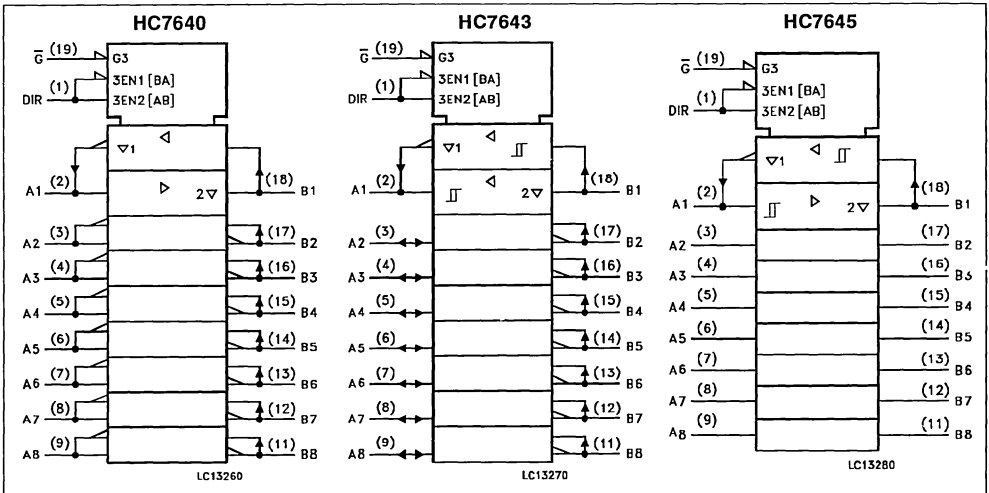 HC7640
G̅ (19) G3
3EN1 [BA]
DIR (1) 3EN2 [AB]
▽1 ◁
A1 (2) ▷ 2▽ (18) B1
A2 (3) (17) B2
A3 (4) (16) B3
A4 (5) (15) B4
A5 (6) (14) B5
A6 (7) (13) B6
A7 (8) (12) B7
A8 (9) (11) B8
LC13260
HC7643
G̅ (19) G3
3EN1 [BA]
DIR (1) 3EN2 [AB]
▽1 ◁
A1 (2) ◁ 2▽ (18) B1
A2 (3) (17) B2
A3 (4) (16) B3
A4 (5) (15) B4
A5 (6) (14) B5
A6 (7) (13) B6
A7 (8) (12) B7
A8 (9) (11) B8
LC13270
HC7645
G̅ (19) G3
3EN1 [BA]
DIR (1) 3EN2 [AB]
▽1 ◁
A1 (2) ▷ 2▽ (18) B1
A2 (3) (17) B2
A3 (4) (16) B3
A4 (5) (15) B4
A5 (6) (14) B5
A6 (7) (13) B6
A7 (8) (12) B7
A8 (9) (11) B8
LC13280